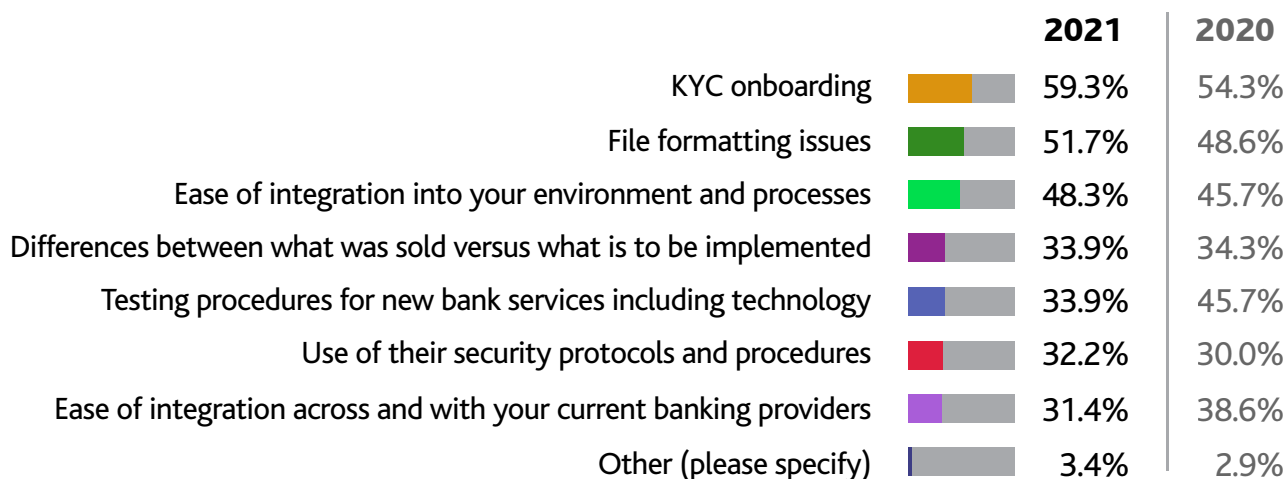 2021 2020
KYC onboarding 59.3% 54.3%
File formatting issues 51.7% 48.6%
Ease of integration into your environment and processes 48.3% 45.7%
Differences between what was sold versus what is to be implemented 33.9% 34.3%
Testing procedures for new bank services including technology 33.9% 45.7%
Use of their security protocols and procedures 32.2% 30.0%
Ease of integration across and with your current banking providers 31.4% 38.6%
Other (please specify) 3.4% 2.9%